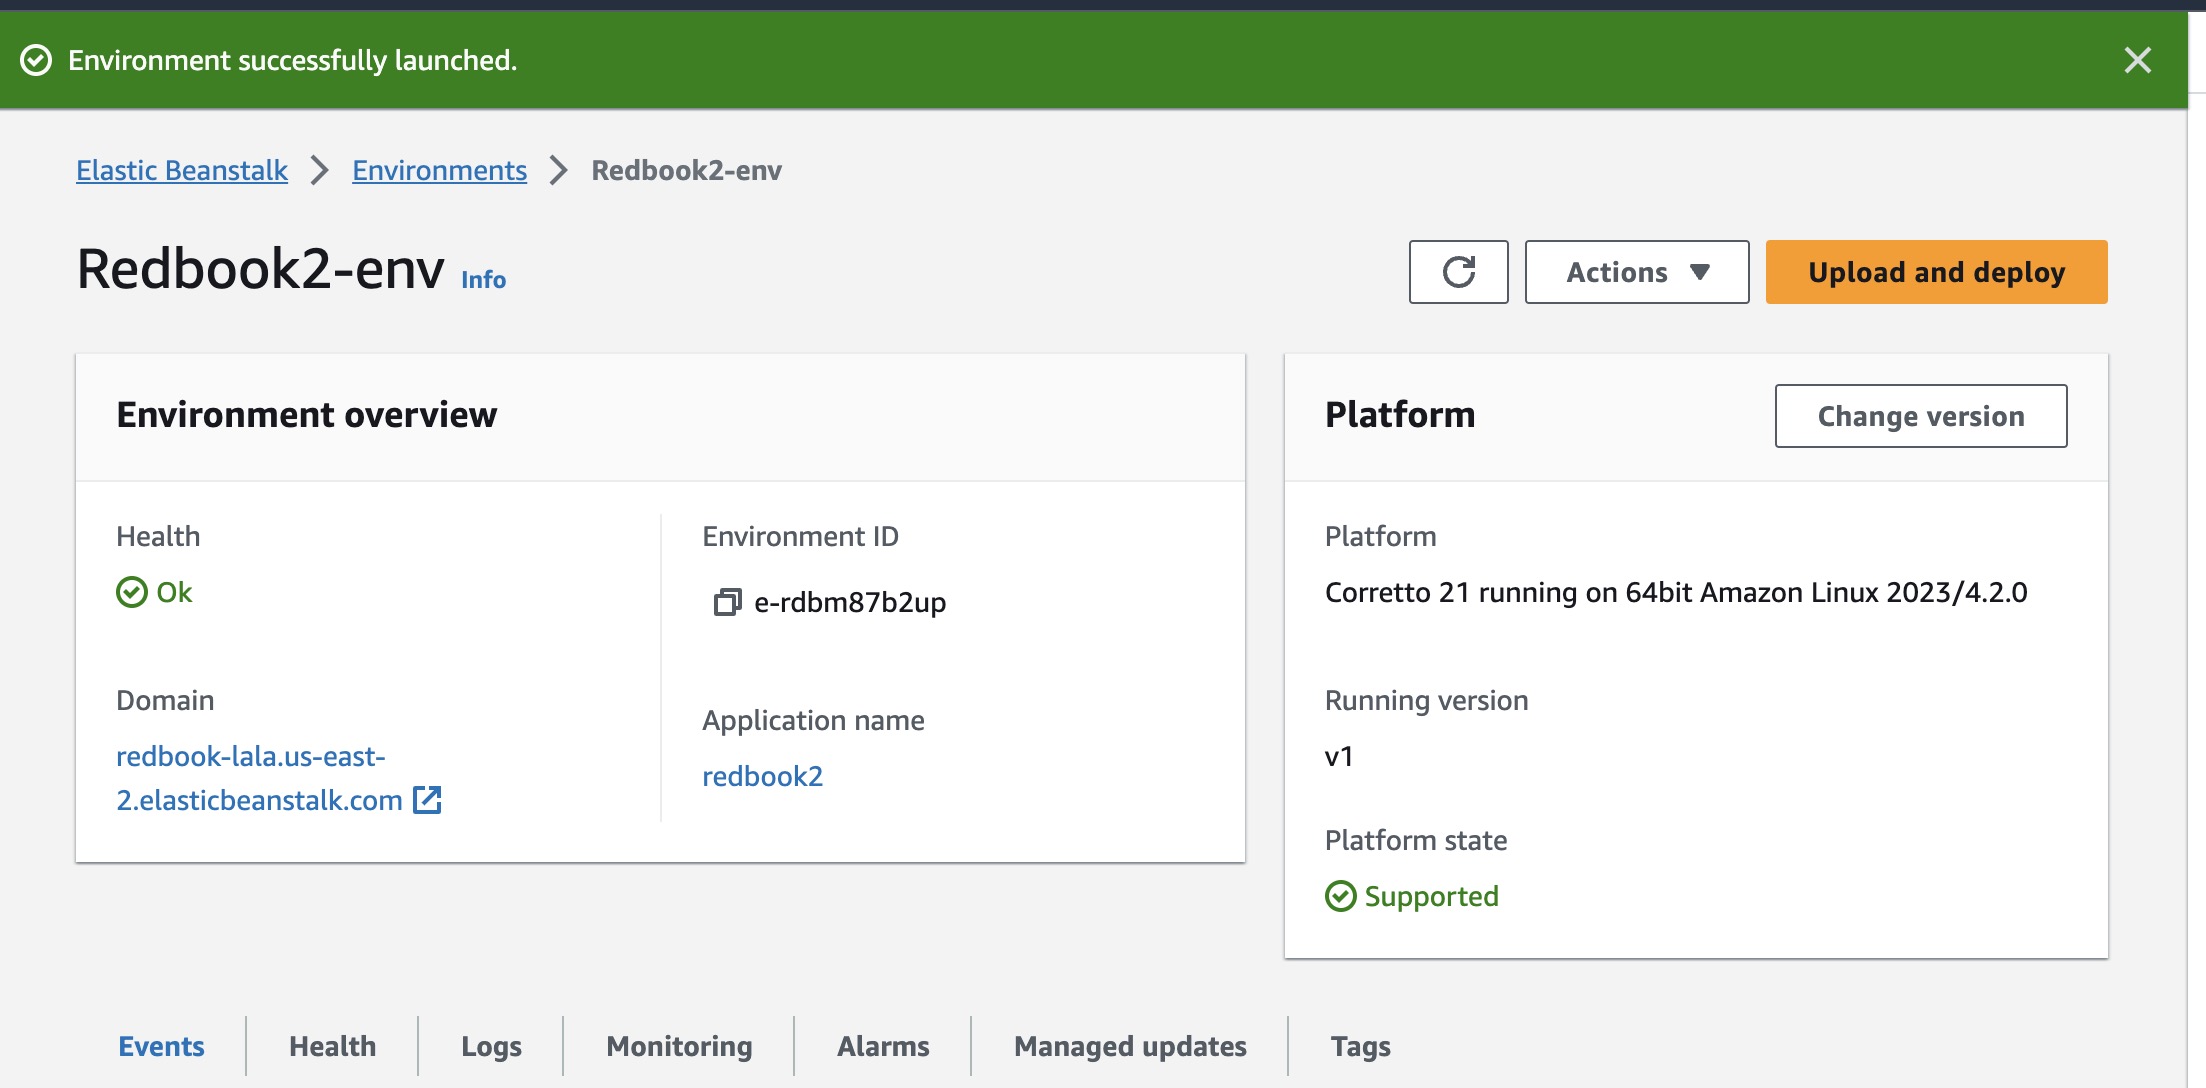 Environment successfully launched.
Elastic Beanstalk > Environments > Redbook2-env
Redbook2-env Info
Actions
Upload and deploy
Environment overview
Health
Ok
Domain
redbook-lala.us-east-
2.elasticbeanstalk.com
Environment ID
e-rdbm87b2up
Application name
redbook2
Platform
Change version
Platform
Corretto 21 running on 64bit Amazon Linux 2023/4.2.0
Running version
v1
Platform state
Supported
Events
Health
Logs
Monitoring
Alarms
Managed updates
Tags